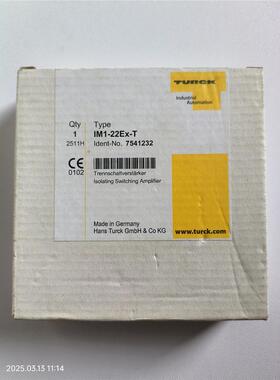 TURCK
Industrial
Automation
Qty Type
1 IM1-22Ex-T
2511H Ident-No. 7541232
CE
0102 Trennschaltverstärker
Isolating Switching Amplifier
Made in Germany
Hans Turck GmbH & Co KG
www.turck.com
2025.03.13 11:14